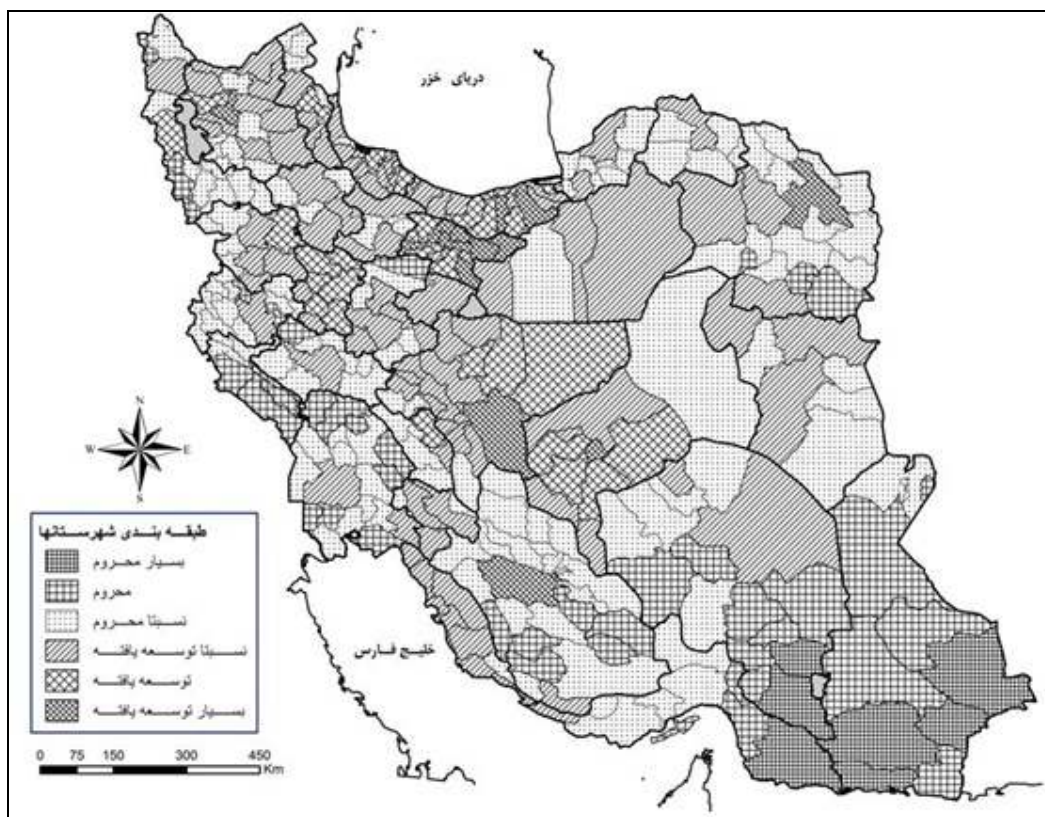 دریای خزر
N
W E
S
طبقه بندی شهرستانها
بسیار محروم
محروم
نسبتا محروم
نسبتا توسعه یافته
توسعه یافته
بسیار توسعه یافته
خلیج فارس
0 75 150 300 450
Km